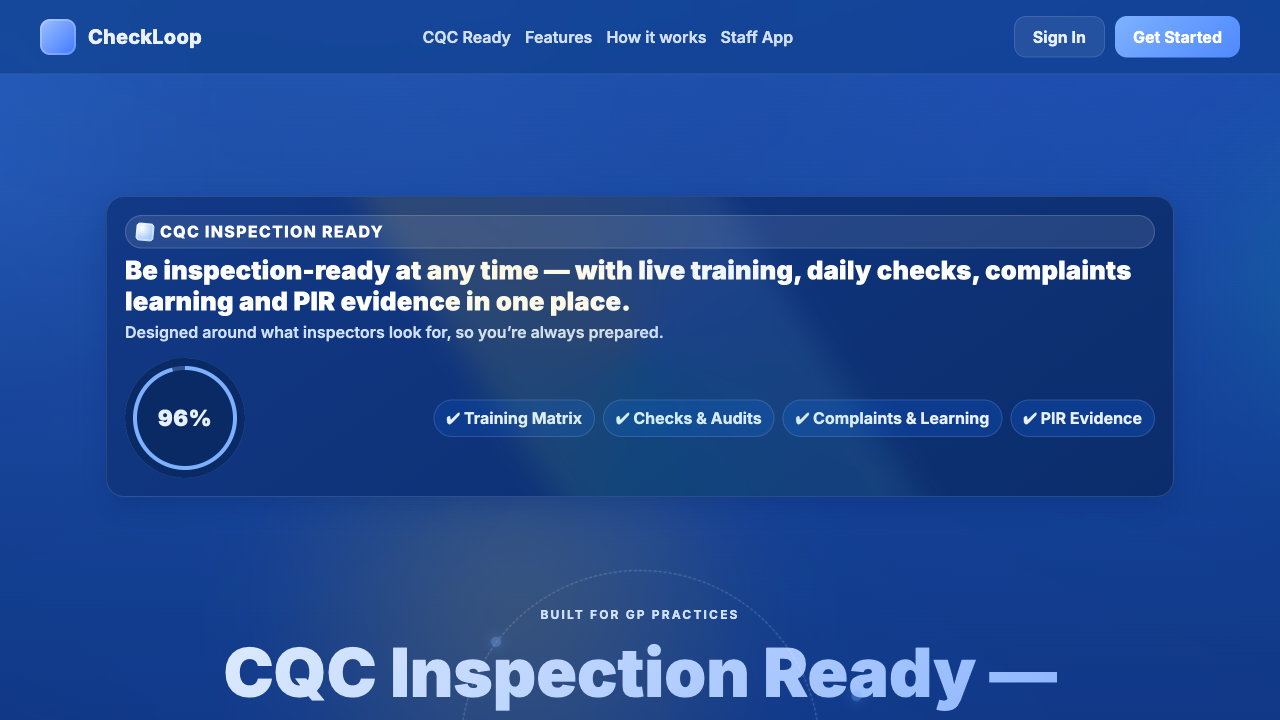 CheckLoop
CQC Ready
Features
How it works
Staff App
Sign In
Get Started
CQC INSPECTION READY
Be inspection-ready at any time — with live training, daily checks, complaints
learning and PIR evidence in one place.
Designed around what inspectors look for, so you’re always prepared.
96%
✔ Training Matrix
✔ Checks & Audits
✔ Complaints & Learning
✔ PIR Evidence
BUILT FOR GP PRACTICES
CQC Inspection Ready —